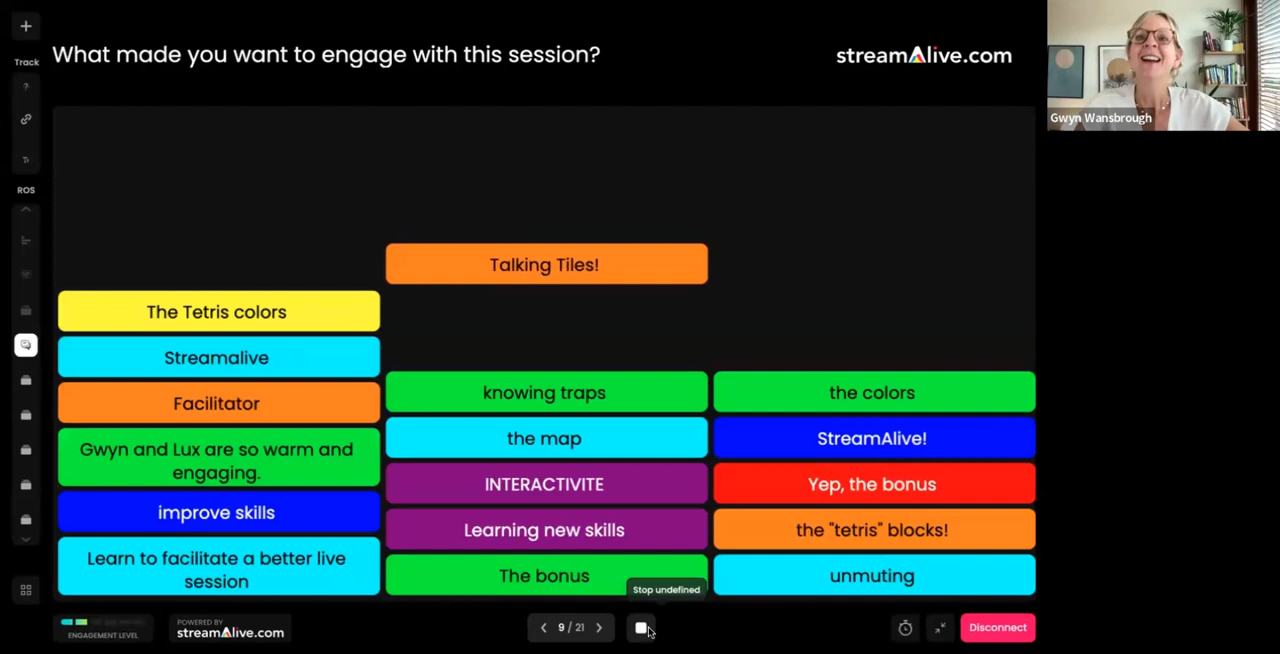 Track
What made you want to engage with this session?
streamAlive.com
Gwyn Wansbrough
ROS
Talking Tiles!
The Tetris colors
Streamalive
Facilitator
Gwyn and Lux are so warm and
engaging.
improve skills
Learn to facilitate a better live
session
knowing traps
the map
INTERACTIVITE
Learning new skills
The bonus
the colors
StreamAlive!
Yep, the bonus
the "tetris" blocks!
unmuting
Stop undefined
ENGAGEMENT LEVEL
POWERED BY
streamAlive.com
9 / 21
Disconnect